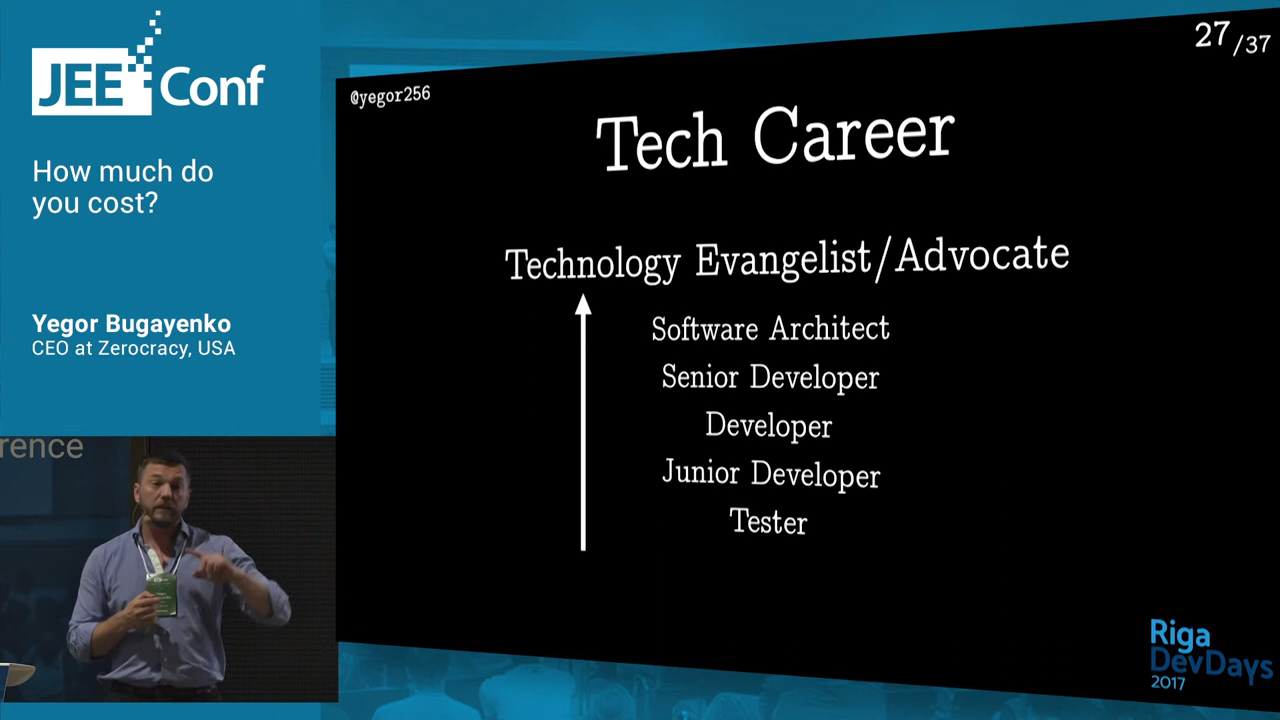 JEE Conf
How much do
you cost?
Yegor Bugayenko
CEO at Zerocracy, USA
rence
27/37
@yegor256
Tech Career
Technology Evangelist/Advocate
Software Architect
Senior Developer
Developer
Junior Developer
Tester
Riga
DevDays
2017